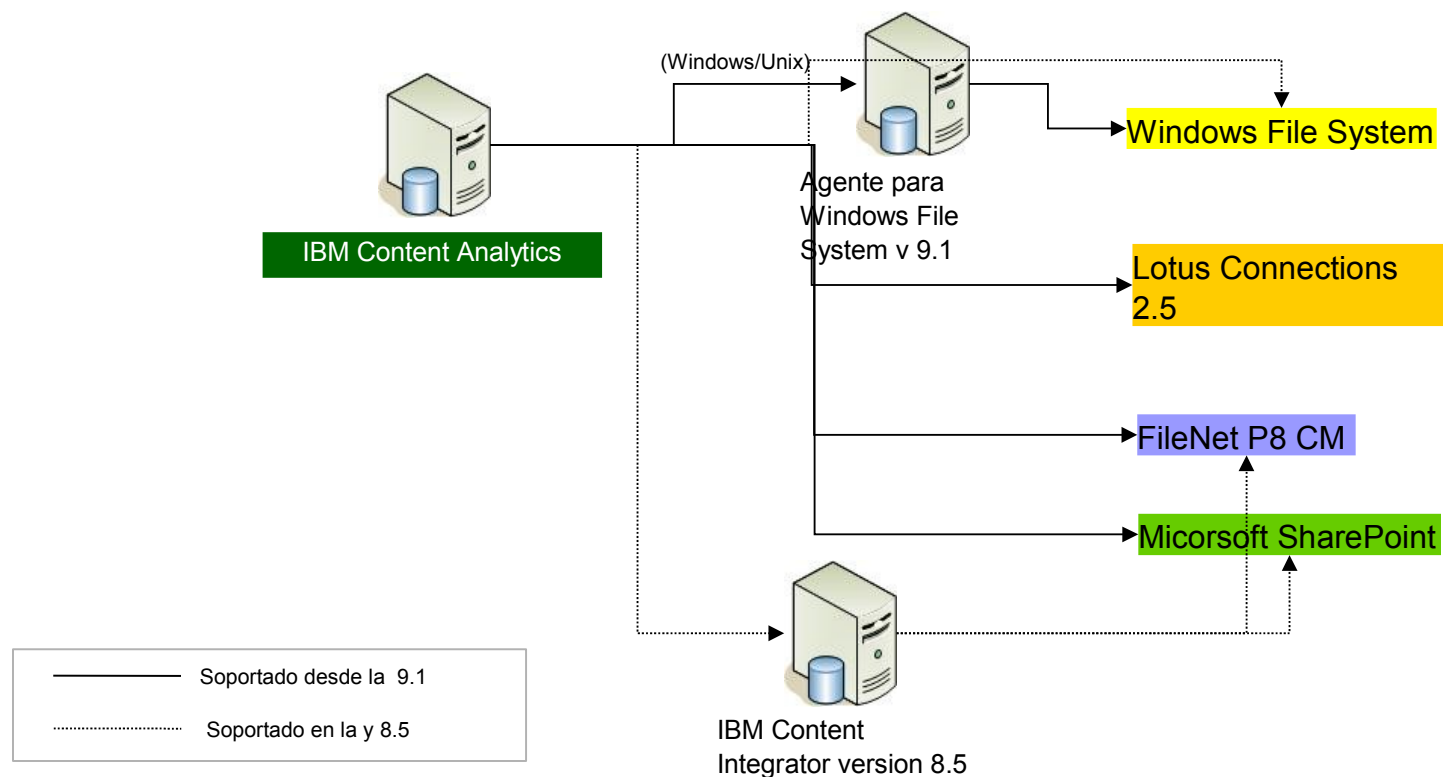 (Windows/Unix)
Windows File System
Agente para
Windows File
System v 9.1
IBM Content Analytics
Lotus Connections
2.5
FileNet P8 CM
Micorsoft SharePoint
IBM Content
Integrator version 8.5
Soportado desde la 9.1
Soportado en la y 8.5